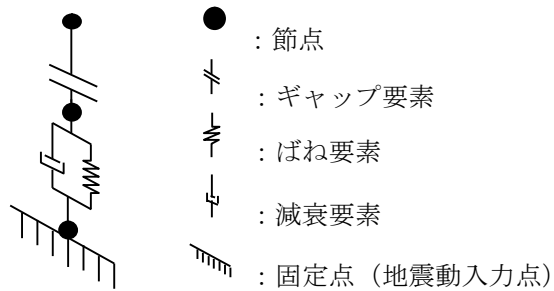 ：節点
：ギャップ要素
：ばね要素
：減衰要素
：固定点（地震動入力点）